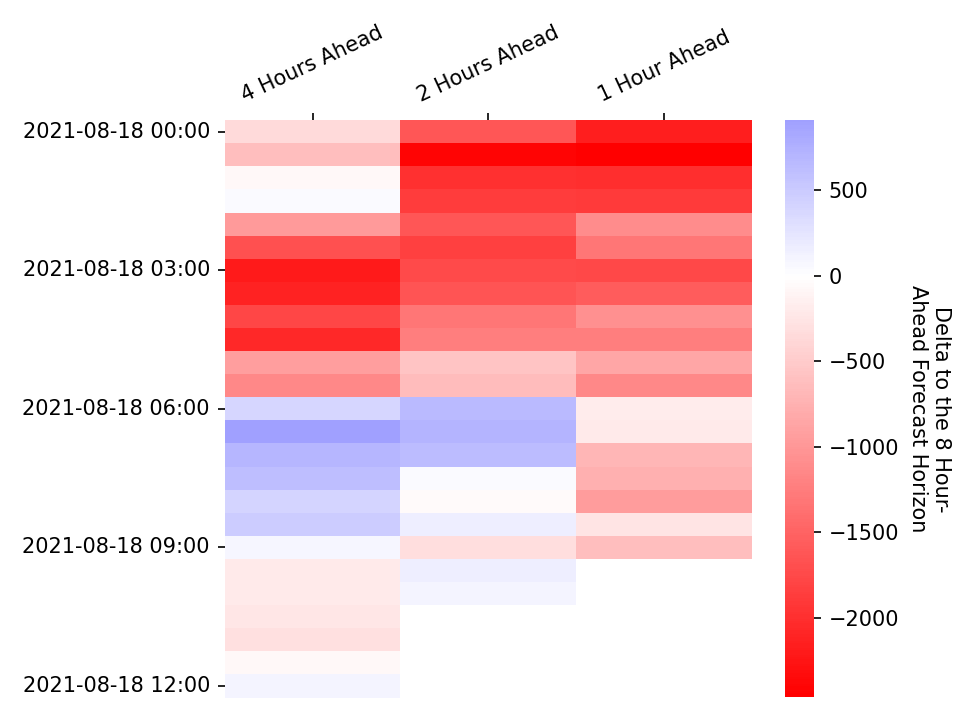 4 Hours Ahead
2 Hours Ahead
1 Hour Ahead
2021-08-18 00:00
2021-08-18 03:00
2021-08-18 06:00
2021-08-18 09:00
2021-08-18 12:00
500
0
−500
−1000
−1500
−2000
Delta to the 8 Hour-
Ahead Forecast Horizon